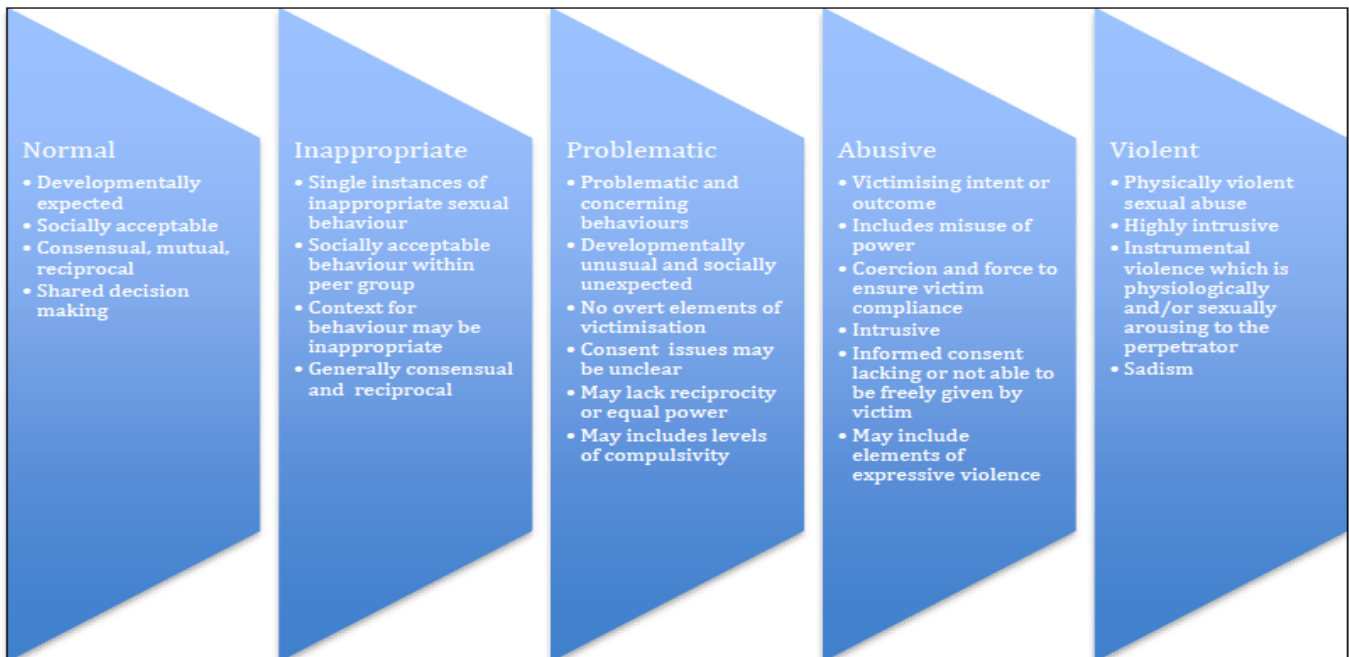 Normal
• Developmentally
expected
• Socially acceptable
• Consensual, mutual,
reciprocal
• Shared decision
making
Inappropriate
• Single instances of
inappropriate sexual
behaviour
• Socially acceptable
behaviour within
peer group
• Context for
behaviour may be
inappropriate
• Generally consensual
and reciprocal
Problematic
• Problematic and
concerning
behaviours
• Developmentally
unusual and socially
unexpected
• No overt elements of
victimisation
• Consent issues may
be unclear
• May lack reciprocity
or equal power
• May includes levels
of compulsivity
Abusive
• Victimising intent or
outcome
• Includes misuse of
power
• Coercion and force to
ensure victim
compliance
• Intrusive
• Informed consent
lacking or not able to
be freely given by
victim
• May include
elements of
expressive violence
Violent
• Physically violent
sexual abuse
• Highly intrusive
• Instrumental
violence which is
physiologically
and/or sexually
arousing to the
perpetrator
• Sadism